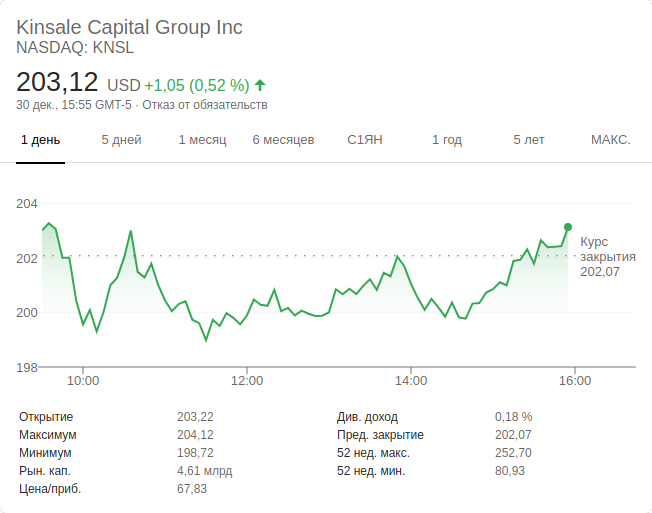 Kinsale Capital Group Inc
NASDAQ: KNSL
203,12 USD +1,05 (0,52 %)
30 дек., 15:55 GMT-5 · Отказ от обязательств
1 день 5 дней 1 месяц 6 месяцев С1ЯН 1 год 5 лет МАКС.
204
202
200
198
Курс
закрытия
202,07
10:00 12:00 14:00 16:00
Открытие 203,22 Див. доход 0,18 %
Максимум 204,12 Пред. закрытие 202,07
Минимум 198,72 52 нед. макс. 252,70
Рын. кап. 4,61 млрд 52 нед. мин. 80,93
Цена/приб. 67,83